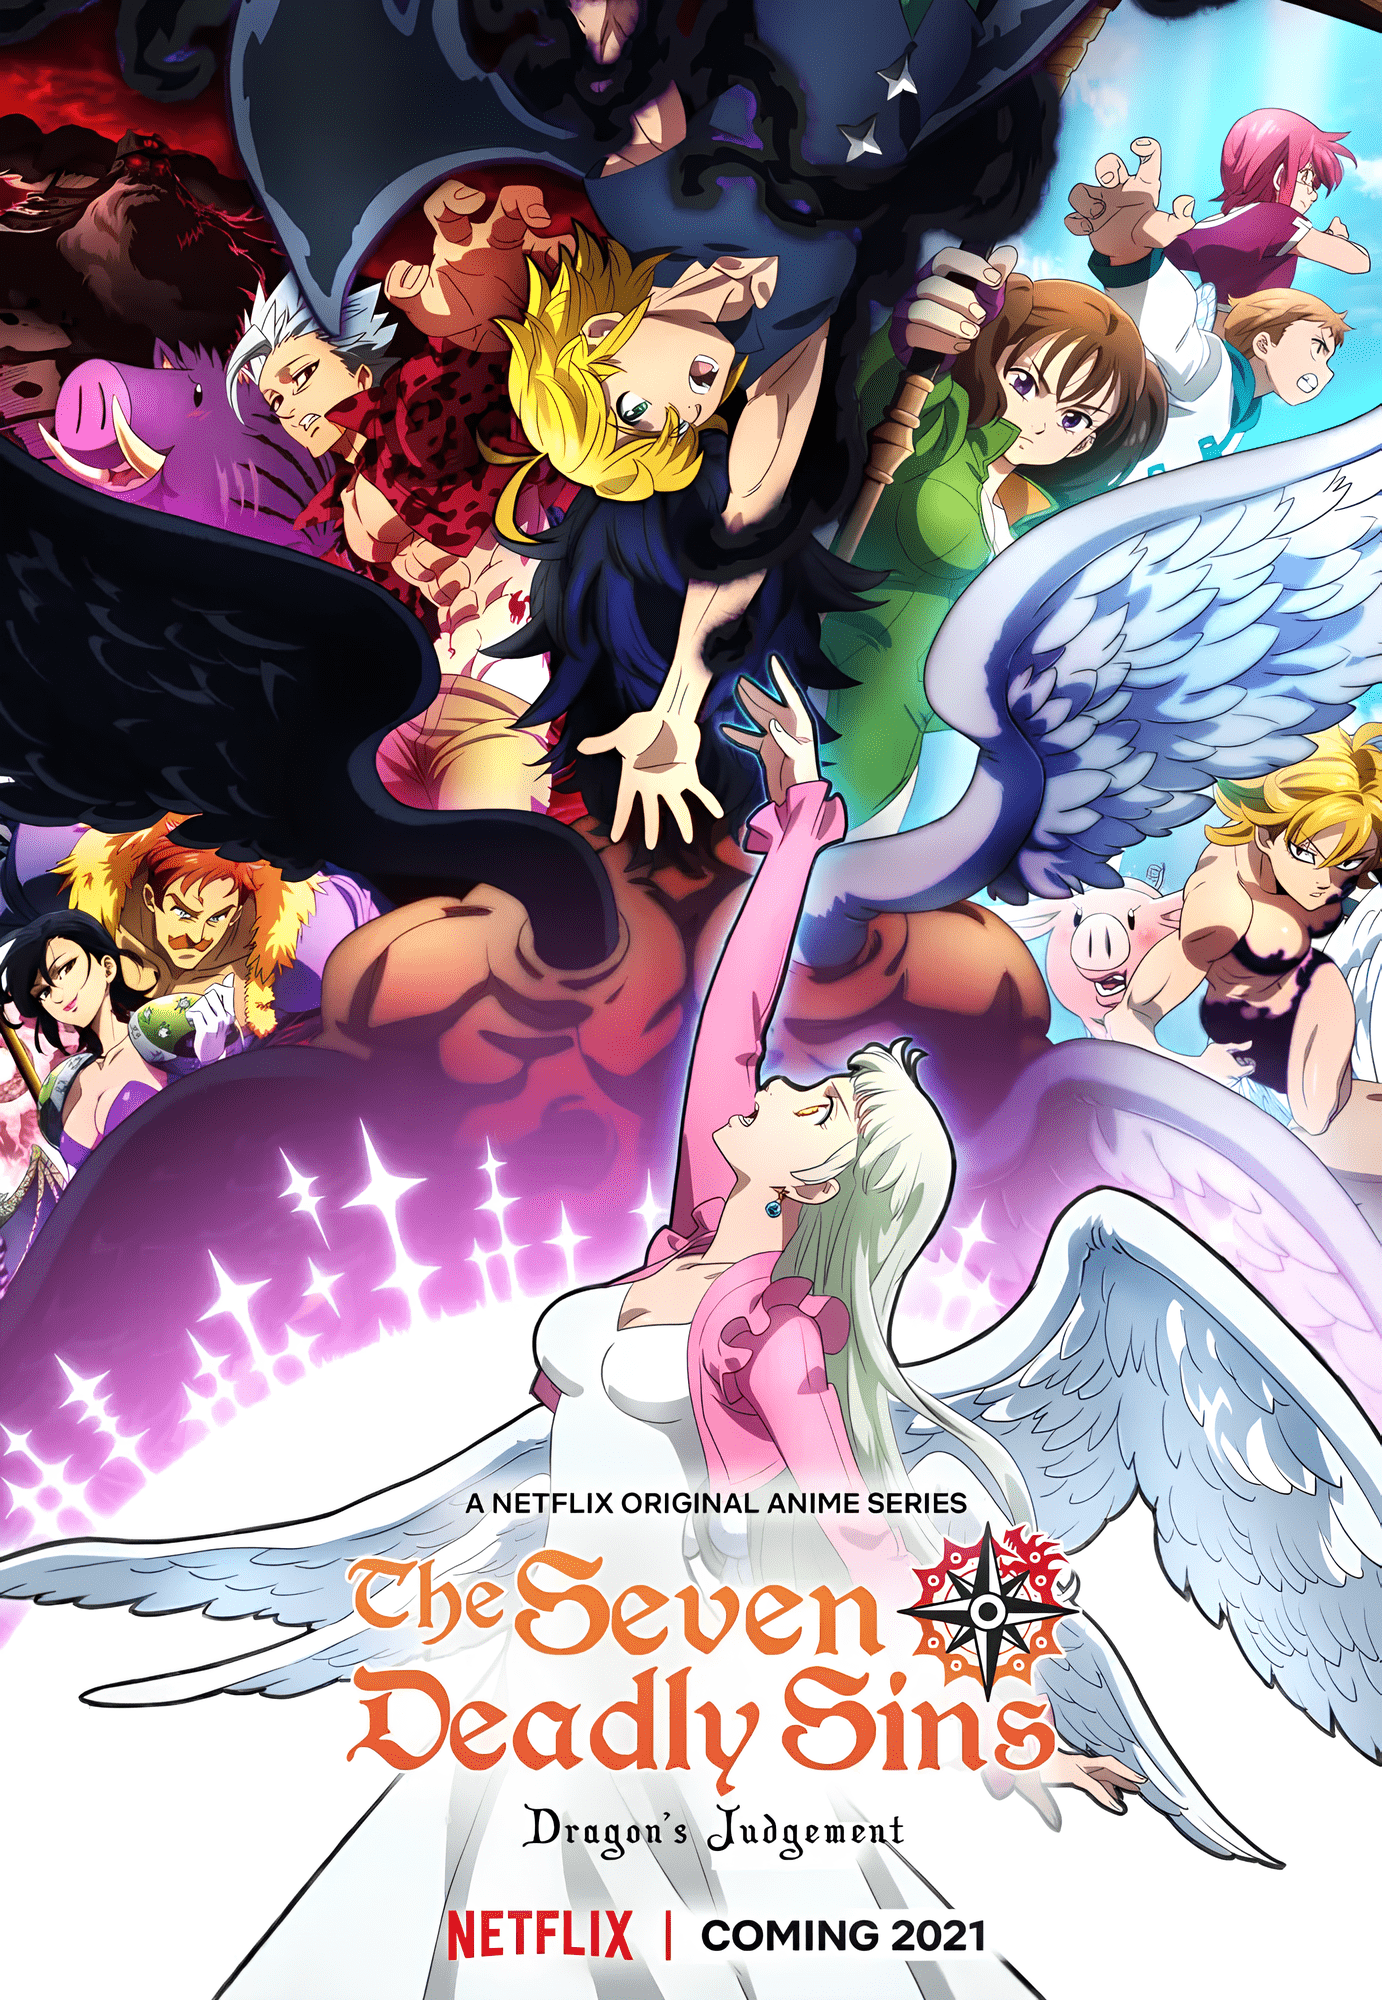 A NETFLIX ORIGINAL ANIME SERIES
The Seven
Deadly Sins
Dragon's Judgement
NETFLIX | COMING 2021